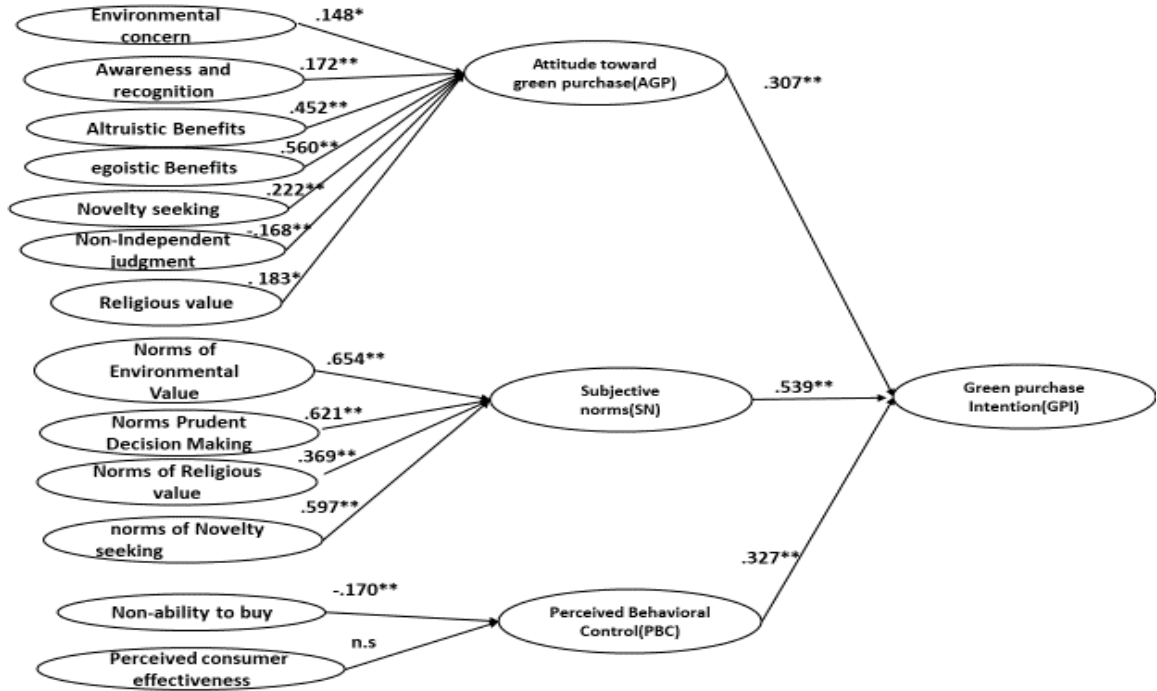 Environmental
concern
.148*
Awareness and
recognition
.172**
Altruistic Benefits
.452**
egoistic Benefits
.560**
Novelty seeking
.222**
Non-Independent
judgment
-.168**
Religious value
. 183*
Attitude toward
green purchase(AGP)
.307**
Norms of
Environmental
Value
.654**
Norms Prudent
Decision Making
.621**
Norms of Religious
value
.369**
norms of Novelty
seeking
.597**
Subjective
norms(SN)
.539**
Green purchase
Intention(GPI)
Non-ability to buy
-.170**
Perceived consumer
effectiveness
n.s
Perceived Behavioral
Control(PBC)
.327**